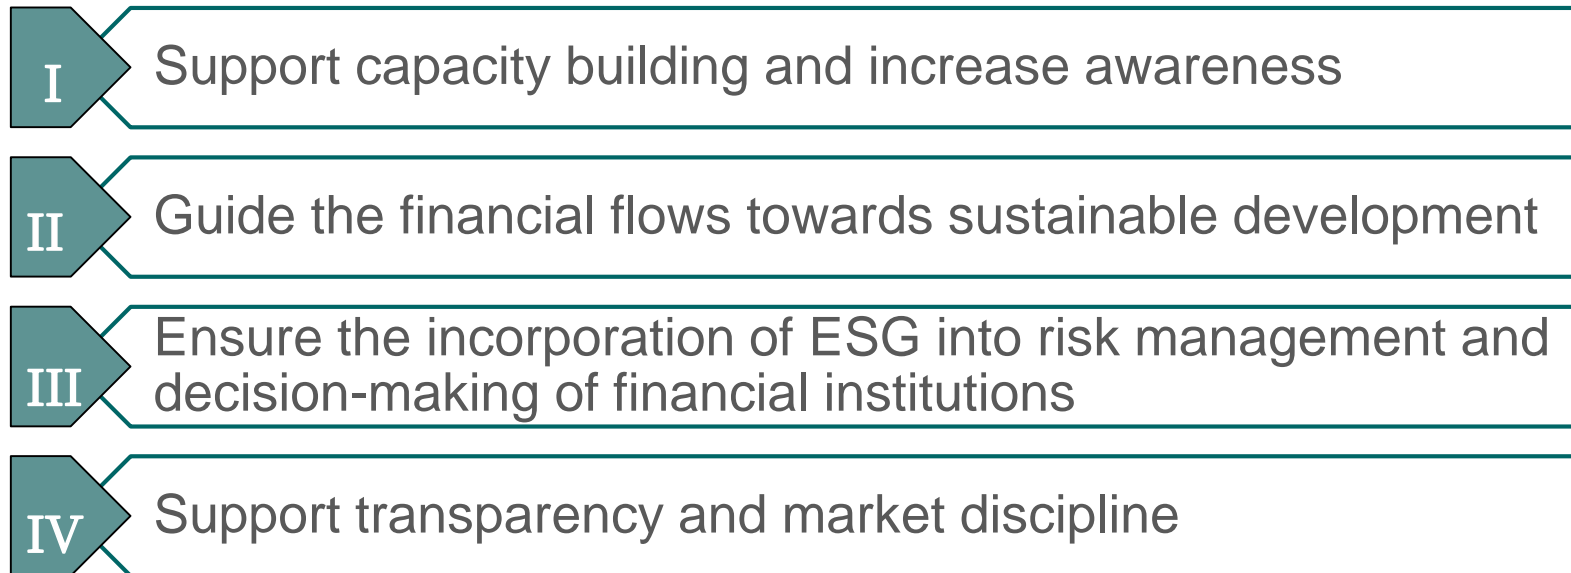 I
Support capacity building and increase awareness
II
Guide the financial flows towards sustainable development
III
Ensure the incorporation of ESG into risk management and
decision-making of financial institutions
IV
Support transparency and market discipline